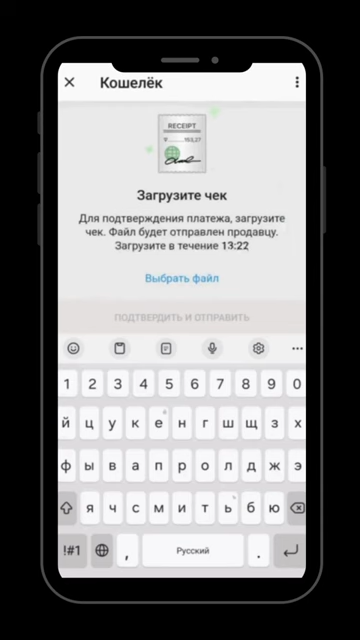 Кошелёк
RECEIPT
Загрузите чек
Для подтверждения платежа, загрузите
чек. Файл будет отправлен продавцу.
Загрузите в течение 13:22
Выбрать файл
ПОДТВЕРДИТЬ И ОТПРАВИТЬ
1 2 3 4 5 6 7 8 9 0
й ц у к е н г ш щ з х
ф ы в а п р о л д ж э
я ч с м и т ь б ю
!#1 , Русский .